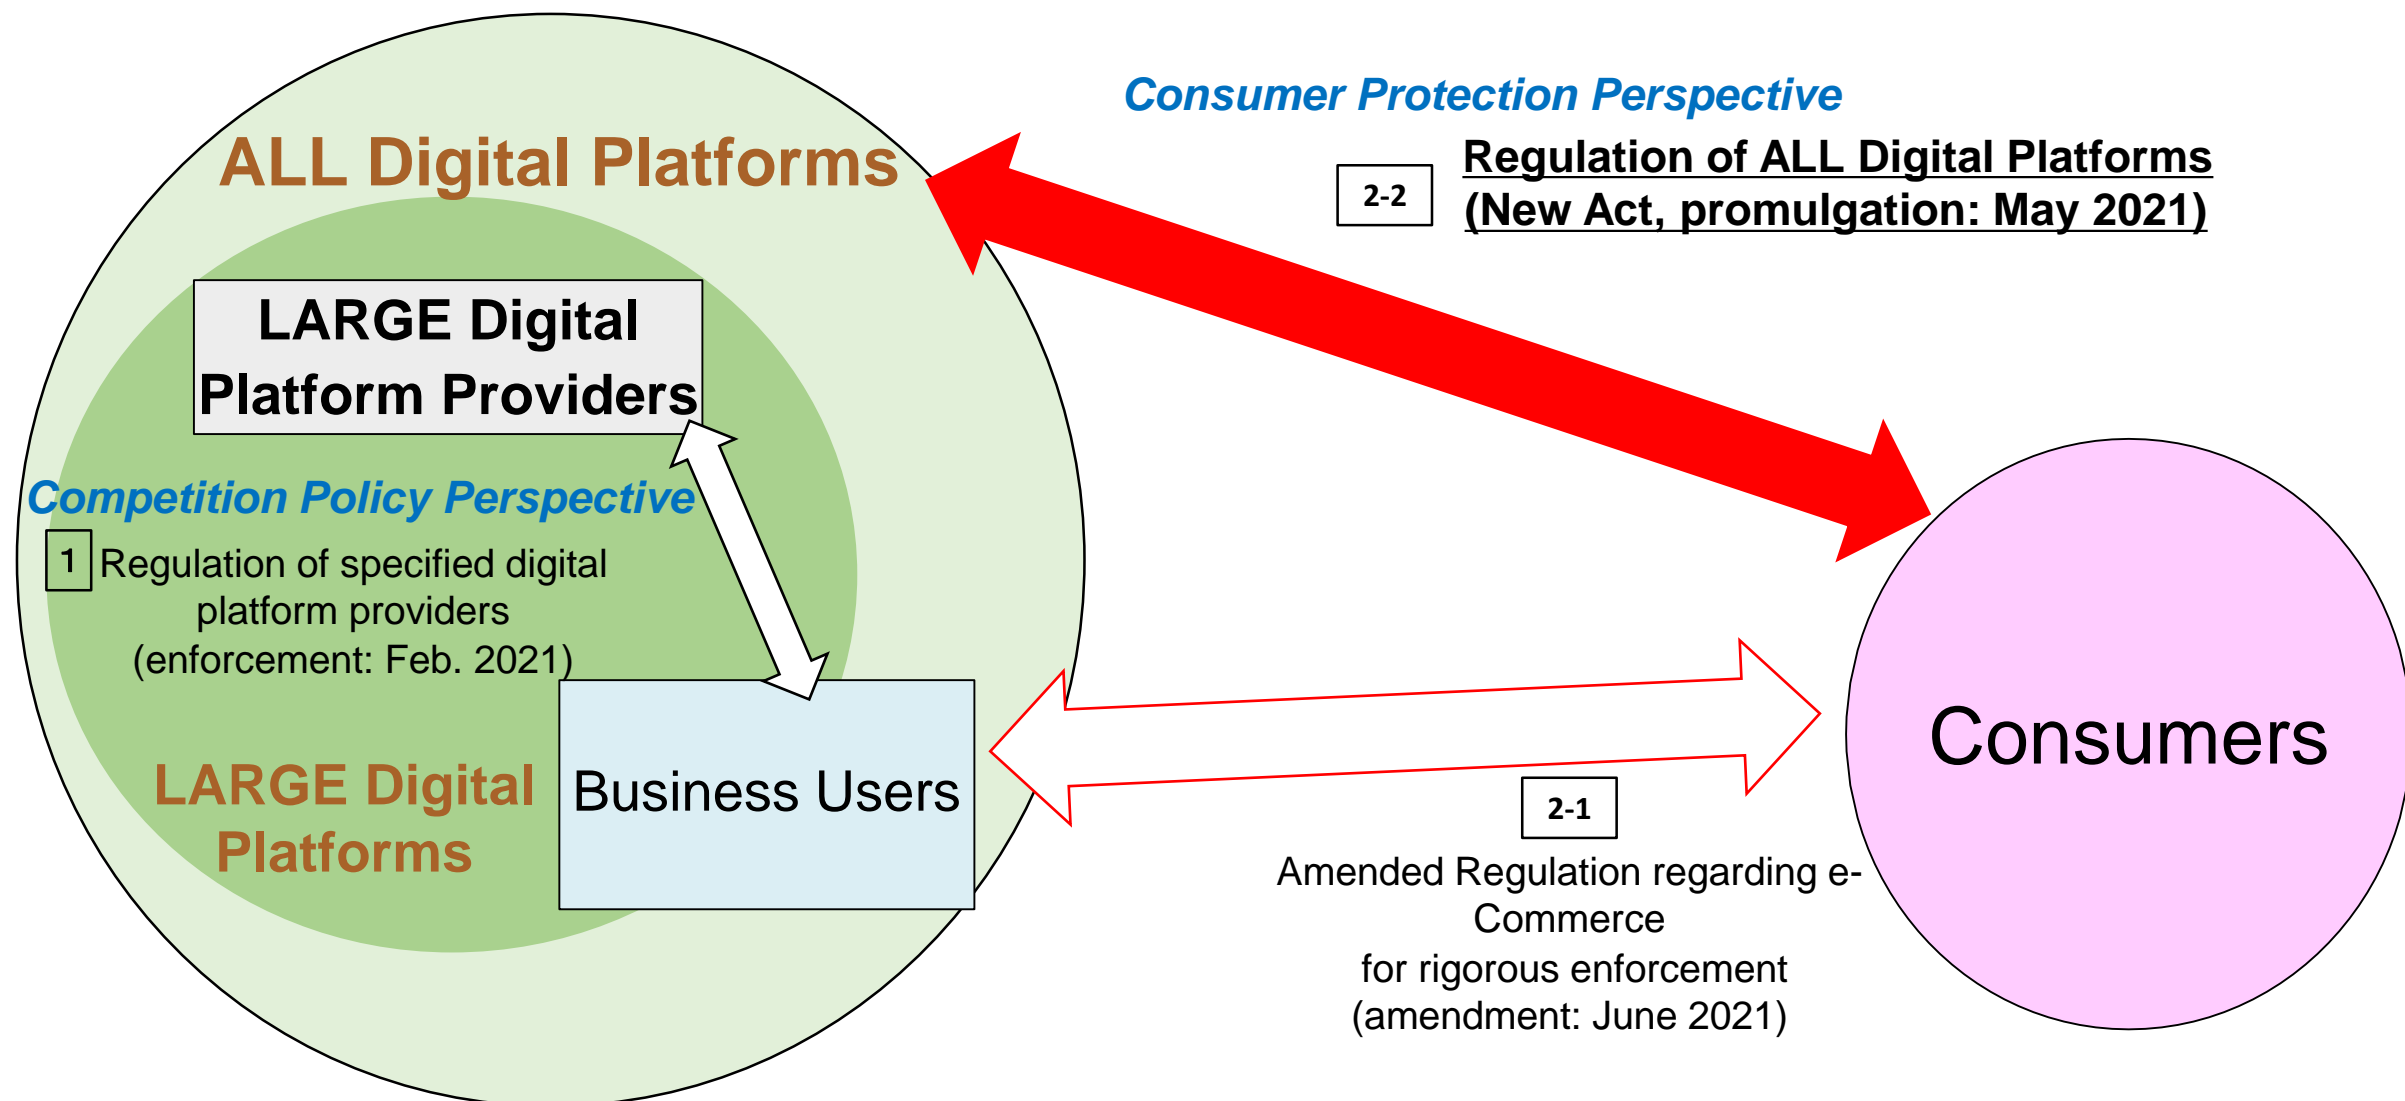 Consumer Protection Perspective
ALL Digital Platforms
2-2
Regulation of ALL Digital Platforms
(New Act, promulgation: May 2021)
LARGE Digital
Platform Providers
Competition Policy Perspective
1
Regulation of specified digital
platform providers
(enforcement: Feb. 2021)
LARGE Digital
Platforms
Business Users
Consumers
2-1
Amended Regulation regarding e-
Commerce
for rigorous enforcement
(amendment: June 2021)